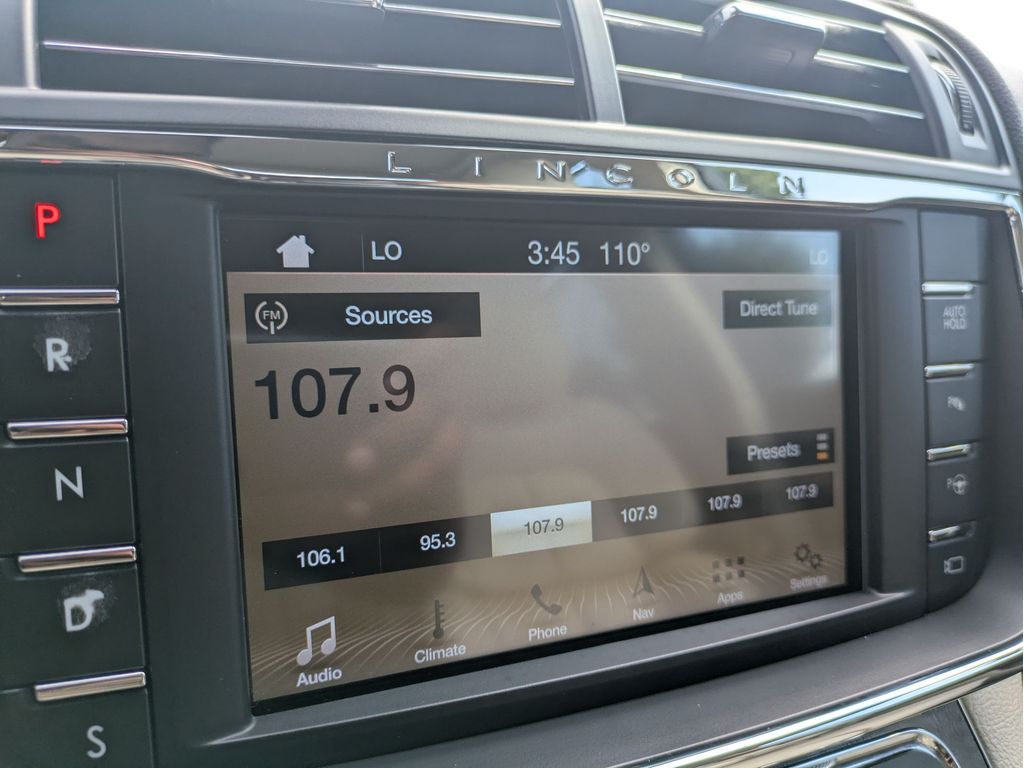 LINCOLN
P
R
N
D
S
LO 3:45 110° LO
FM Sources
Direct Tune
107.9
Presets
106.1 95.3 107.9 107.9 107.9 107.9
Audio Climate Phone Nav Apps Settings
AUTO
HOLD